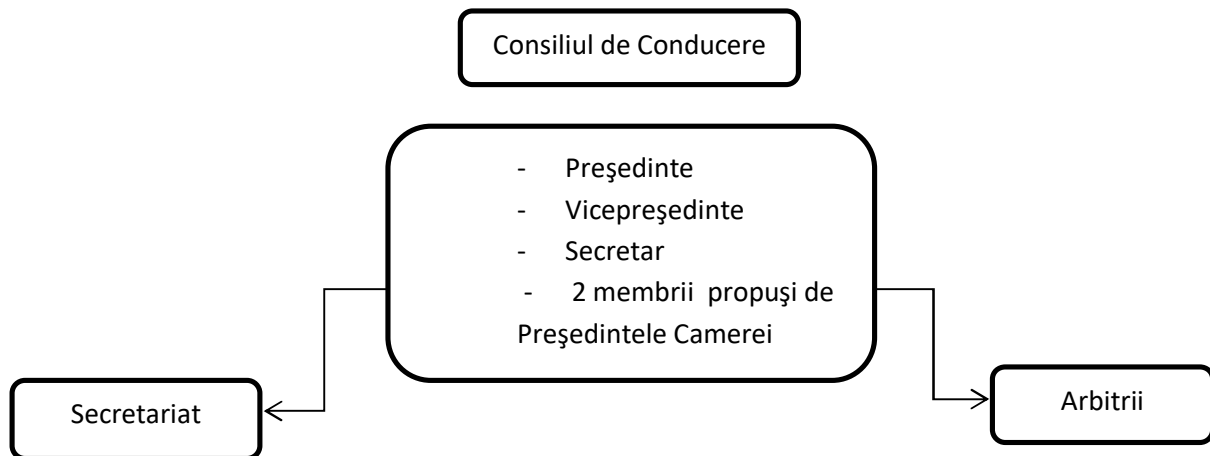 Consiliul de Conducere
- Preşedinte
- Vicepreşedinte
- Secretar
- 2 membrii propuşi de
Preşedintele Camerei
Secretariat
Arbitrii